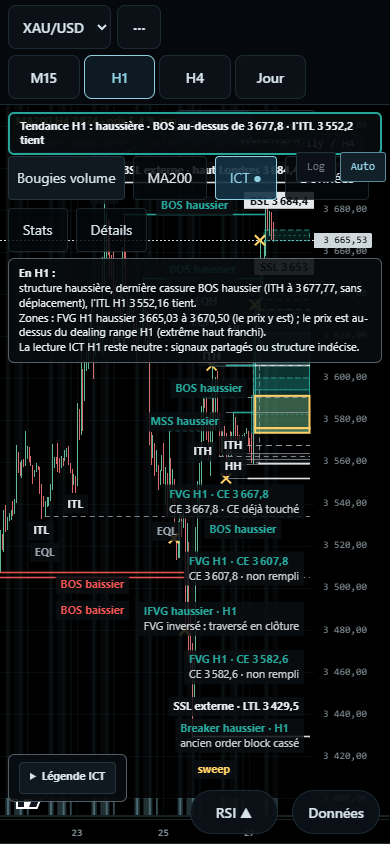 XAU/USD
---
M15
H1
H4
Jour
Tendance H1 : haussière · BOS au-dessus de 3 677,8 · l'ITL 3 552,2
tient
Log
Auto
Bougies volume
MA200
ICT
BSL 3 684,4
BOS haussier
3 680,00
Stats
Détails
3 665,53
3 660,00
BSL 3 653
En H1 :
structure haussière, dernière cassure BOS haussier (ITH à 3 677,77, sans
déplacement), l'ITL 3 552,16 tient.
Zones : FVG H1 haussier 3 665,03 à 3 670,50 (le prix y est) ; le prix est au-
dessus du dealing range H1 (extrême haut franchi).
La lecture ICT H1 reste neutre : signaux partagés ou structure indécise.
ITH
3 600,00
BOS haussier
3 580,00
MSS haussier
ITH
ITH
3 560,00
HH
FVG H1 · CE 3 667,8
CE 3 667,8 · CE déjà touché
ITL
3 540,00
ITL
EQL
BOS haussier
3 520,00
EQL
FVG H1 · CE 3 607,8
CE 3 607,8 · non rempli
BOS baissier
3 500,00
BOS baissier
IFVG haussier · H1
FVG inversé : traversé en clôture
3 480,00
FVG H1 · CE 3 582,6
CE 3 582,6 · non rempli
3 460,00
SSL externe · LTL 3 429,5
3 440,00
Breaker haussier · H1
ancien order block cassé
3 420,00
sweep
▶ Légende ICT
RSI ▲
Données
23
25